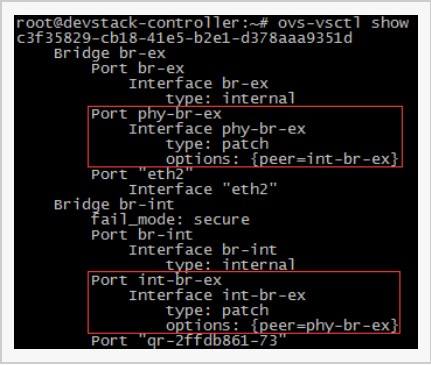 root@devstack-controller:~# ovs-vsctl show
c3f35829-cb18-41e5-b2e1-d378aaa9351d
Bridge br-ex
Port br-ex
Interface br-ex
type: internal
Port phy-br-ex
Interface phy-br-ex
type: patch
options: {peer=int-br-ex}
Port "eth2"
Interface "eth2"
Bridge br-int
fail_mode: secure
Port br-int
Interface br-int
type: internal
Port int-br-ex
Interface int-br-ex
type: patch
options: {peer=phy-br-ex}
Port "qr-2ffdb861-73"